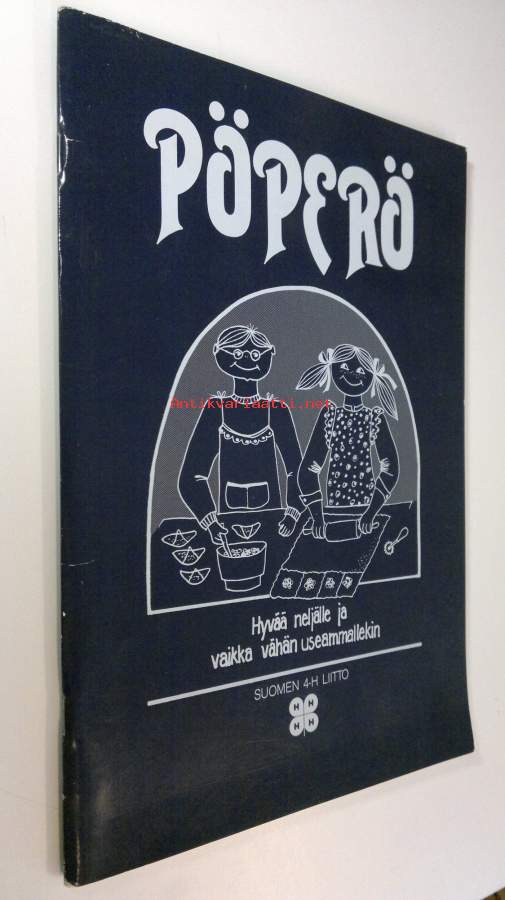 PÖPERÖ
Antikvariaatti.net
Hyvää neljälle ja
vaikka vähän useammallekin
SUOMEN 4-H LIITTO
H H
H H